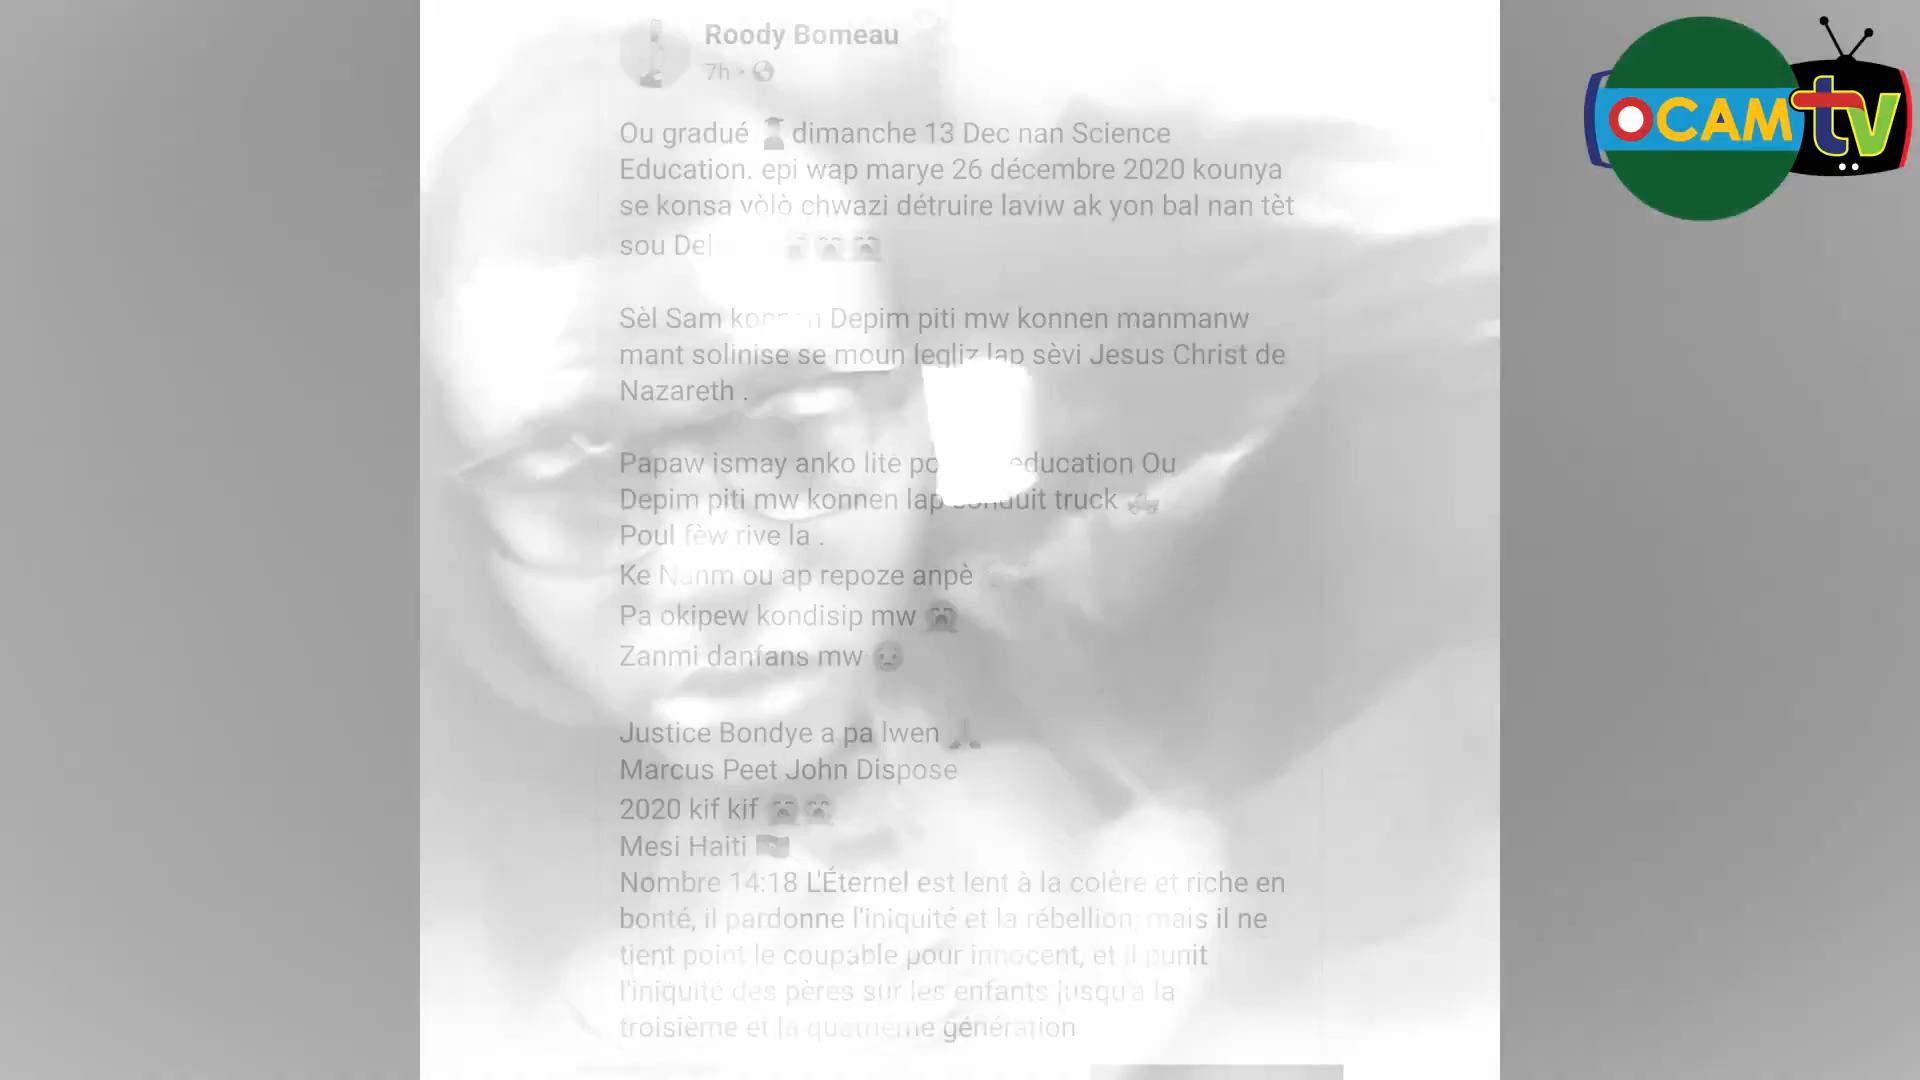 Roody Bomeau
7h
OCAM tv
Ou gradué dimanche 13 Dec nan Science
Education. epi wap marye 26 décembre 2020 kounya
se konsa vòlò chwazi détruire laviw ak yon bal nan tèt
sou
Sèl Sam Depim piti mw konnen manmanw
mant solinise se moun legliz lap sèvi Jesus Christ de
Nazareth .
Papaw ismay anko lite education Ou
Depim piti mw konnen lap truck
Poul fèw rive la .
Ke Nanm ou ap repoze anpè
Pa okipew kondisip mw
Zanmi danfans mw
Justice Bondye a pa lwen
Marcus Peet John Dispose
2020 kif kif
Mesi Haiti
Nombre 14:18 L'Éternel est lent à la colère et riche en
bonté, il pardonne l'iniquité et la rébellion; mais il ne
tient point le coupable pour innocent, et il punit
l'iniquité des pères sur les enfants jusqu'à la
troisième et la quatrième génération